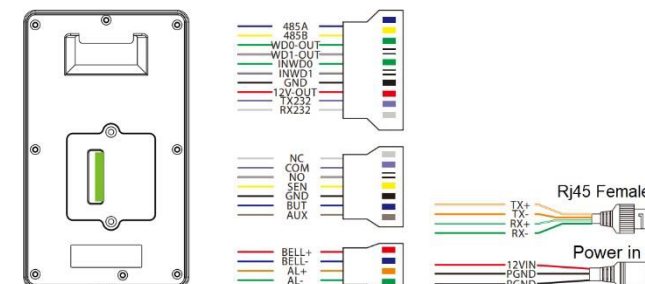 485A
485B
WD0-OUT
WD1-OUT
INWD0
INWD1
GND
12V-OUT
TX232
RX232
NC
COM
NO
SEN
GND
BUT
AUX
BELL+
BELL-
AL+
AL-
Rj45 Female
TX+
TX-
RX+
RX-
Power in
12VIN
PGND
PGND